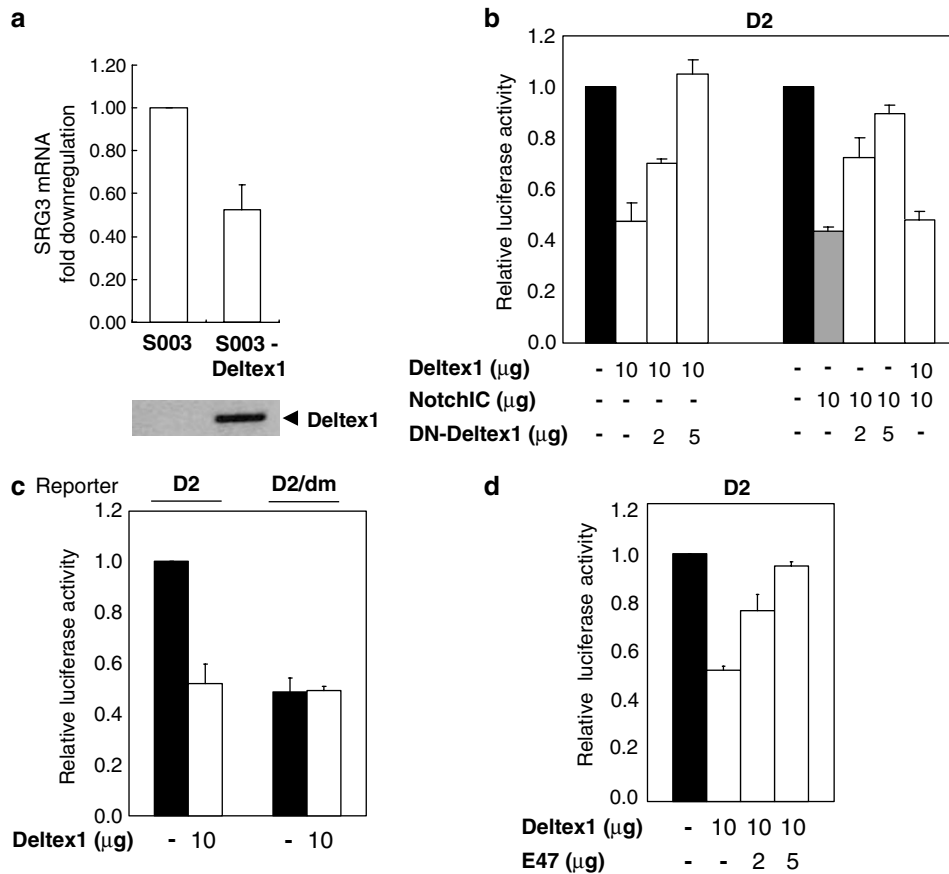 a
1.20
1.00
0.80
0.60
0.40
0.20
0.00
SRG3 mRNA
fold downregulation
S003
S003 -
Deltex1
Deltex1
b
D2
1.2
1.0
0.8
0.6
0.4
0.2
0.0
Relative luciferase activity
Deltex1 (μg) - 10 10 10 - - - - 10
NotchIC (μg) - - - - - 10 10 10 10
DN-Deltex1 (μg) - - 2 5 - - 2 5 -
c
Reporter D2 D2/dm
1.2
1.0
0.8
0.6
0.4
0.2
0.0
Relative luciferase activity
Deltex1 (μg) - 10 - 10
d
D2
1.2
1.0
0.8
0.6
0.4
0.2
0.0
Relative luciferase activity
Deltex1 (μg) - 10 10 10
E47 (μg) - - 2 5